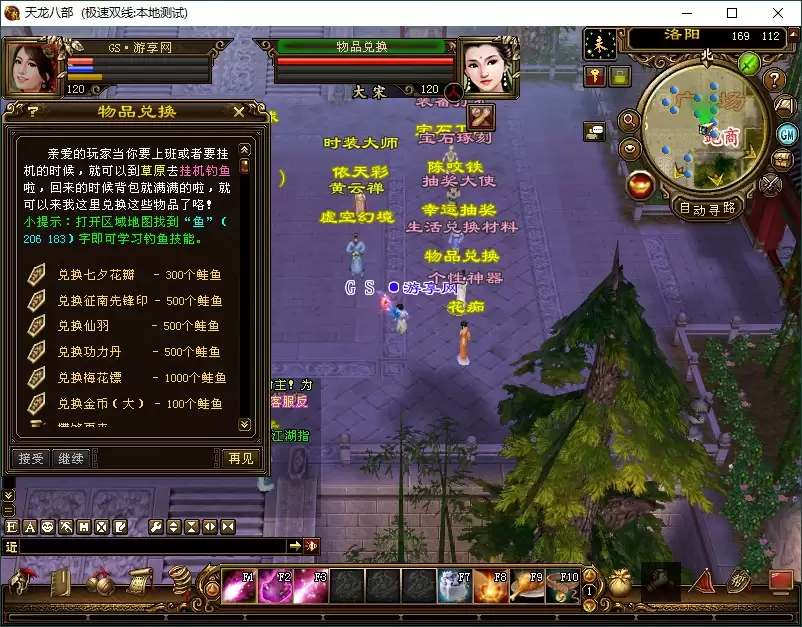 天龙八部 (极速双线:本地测试)
GS·游享网
120
物品兑换
大宋
120
未
洛阳
169 112
北
广场
商
GM
自动寻路
物品兑换
亲爱的玩家当你要上班或者要挂
机的时候，就可以到草原去挂机钓鱼
啦，回来的时候背包就满满的啦，就
可以来我这里兑换这些物品了咯!
小提示：打开区域地图找到“鱼”(
206 183) 字即可学习钓鱼技能。
兑换七夕花瓣 - 300个鲑鱼
兑换征南先锋印 - 500个鲑鱼
兑换仙羽 - 500个鲑鱼
兑换功力丹 - 500个鲑鱼
兑换梅花镖 - 1000个鲑鱼
兑换金币（大） - 100个鲑鱼
接受
继续
再见
时装大师
宝石琢刻
依天彩
黄云禅
陈咬铁
抽奖大使
虚空幻境
幸运抽奖
生活兑换材料
物品兑换
个性神器
GS●游享网
花痴
主! 为
客服反
江湖指
近
F1
F2
F3
F7
F8
F9
F10
1